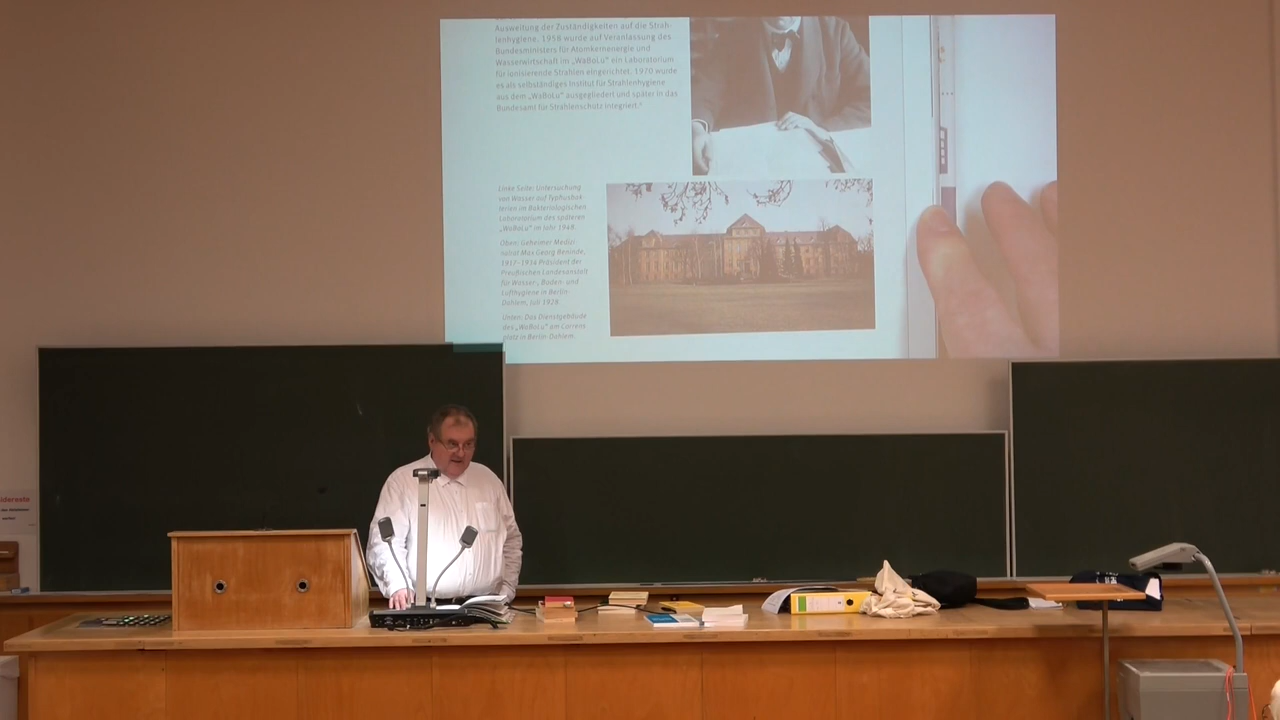 Ausweitung der Zuständigkeiten auf die Strah-
lenhygiene. 1958 wurde auf Veranlassung des
Bundesministers für Atomkernenergie und
Wasserwirtschaft im „WaBoLu“ ein Laboratorium
für ionisierende Strahlen eingerichtet. 1970 wurde
es als selbständiges Institut für Strahlenhygiene
aus dem „WaBoLu“ ausgegliedert und später in das
Bundesamt für Strahlenschutz integriert.
Linke Seite: Untersuchung
von Wasser auf Typhusbak-
terien im Bakteriologischen
Laboratorium des späteren
„WaBoLu“ im Jahr 1948.
Oben: Geheimer Medizi-
nalrat Max Georg Beninde,
Präsident der
Preußischen Landesanstalt
für Wasser-, Boden- und
Lufthygiene in Berlin-
Dahlem, Juli 1928.
Unten: Das Dienstgebäude
des „WaBoLu“ am Correns-
platz in Berlin-Dahlem.